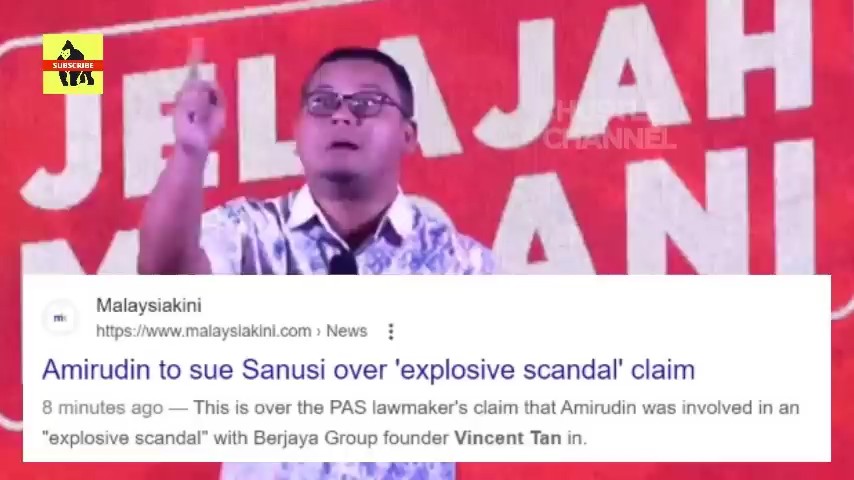 SUBSCRIBE
JELAJAH
CHANNEL
Malaysiakini
https://www.malaysiakini.com › News
Amirudin to sue Sanusi over 'explosive scandal' claim
8 minutes ago — This is over the PAS lawmaker's claim that Amirudin was involved in an
"explosive scandal" with Berjaya Group founder Vincent Tan in.